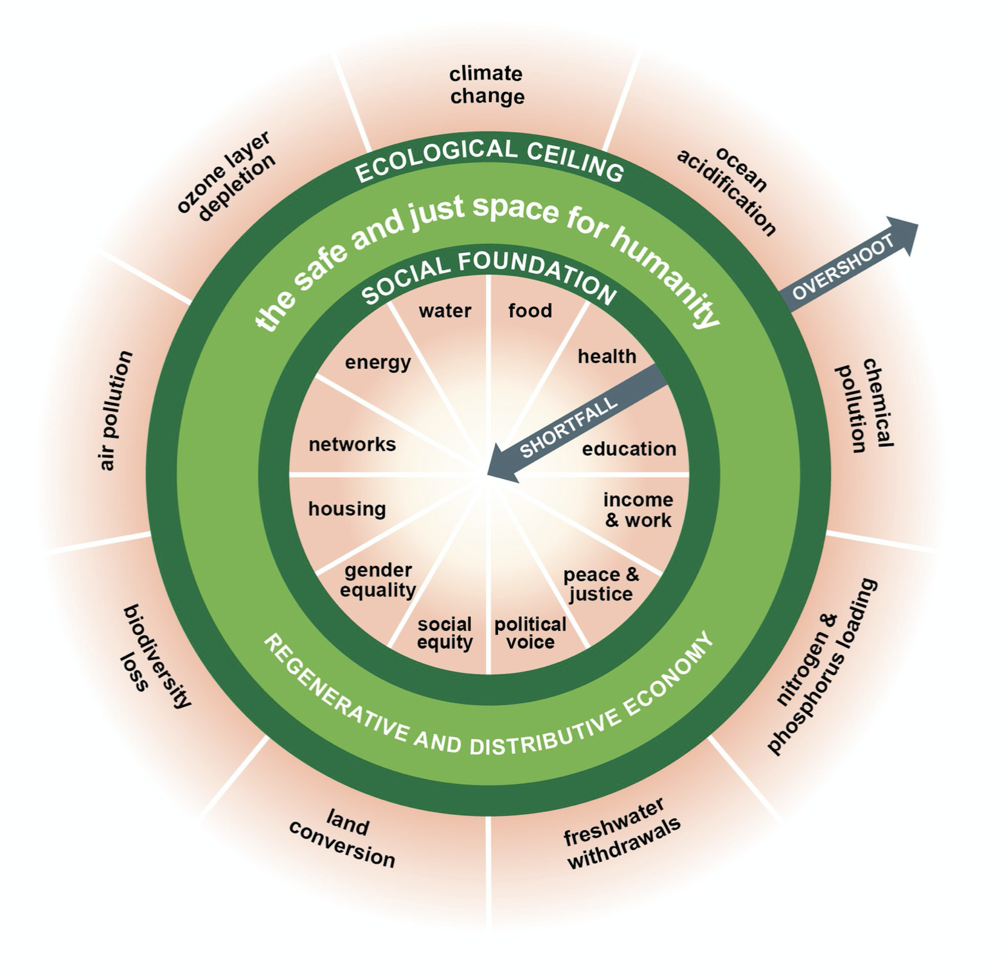 climate
change
ocean
acidification
chemical
pollution
nitrogen &
phosphorus loading
freshwater
withdrawals
land
conversion
biodiversity
loss
air pollution
ozone layer
depletion
OVERSHOOT
ECOLOGICAL CEILING
the safe and just space for humanity
SOCIAL FOUNDATION
water
food
health
SHORTFALL
education
income
& work
peace &
justice
political
voice
social
equity
gender
equality
housing
networks
energy
REGENERATIVE AND DISTRIBUTIVE ECONOMY